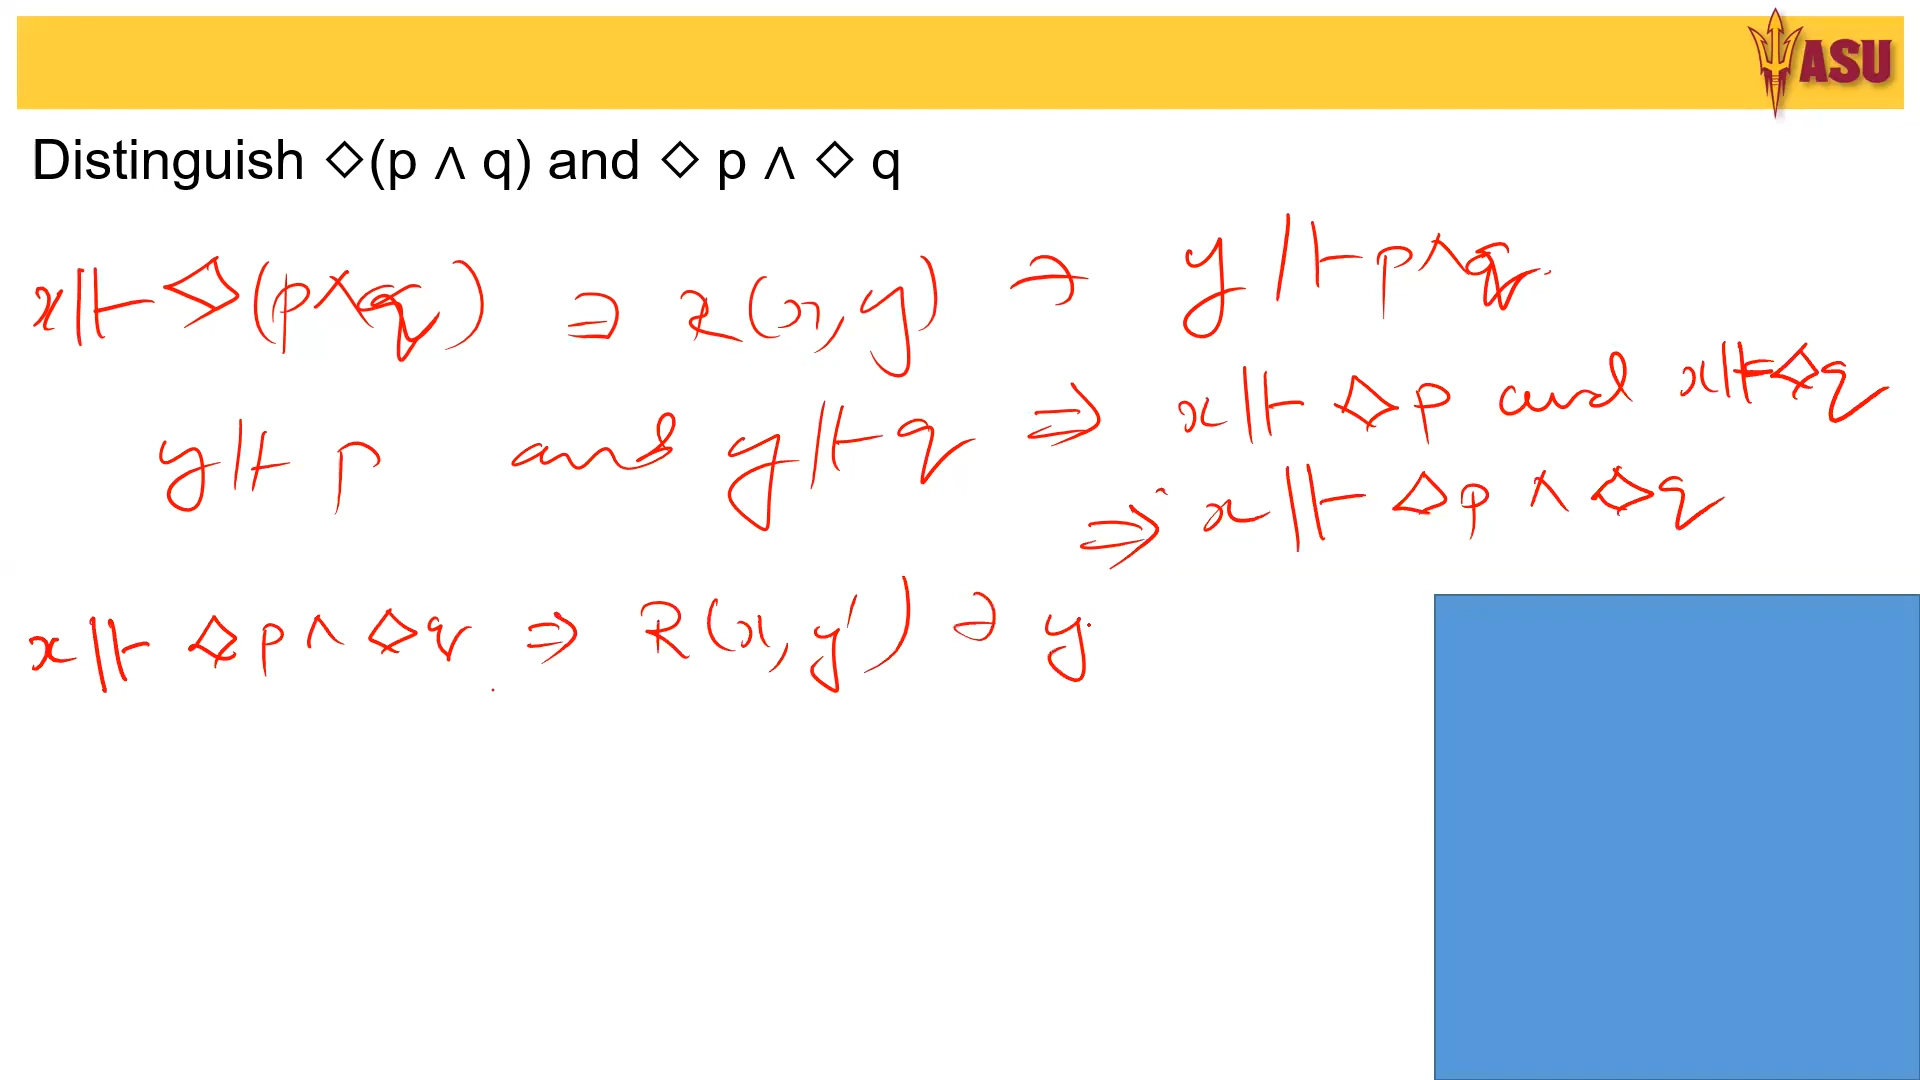 ASU
Distinguish ◇(p ∧ q) and ◇ p ∧ ◇ q
x ⊩ ◇(p∧q) ⇒ R(x, y) ∋ y ⊩ p∧q.
y ⊩ p and y ⊩ q ⇒ x ⊩ ◇p and x ⊩ ◇q
⇒ x ⊩ ◇p ∧ ◇q
x ⊩ ◇p ∧ ◇q ⇒ R(x, y') ∋ y